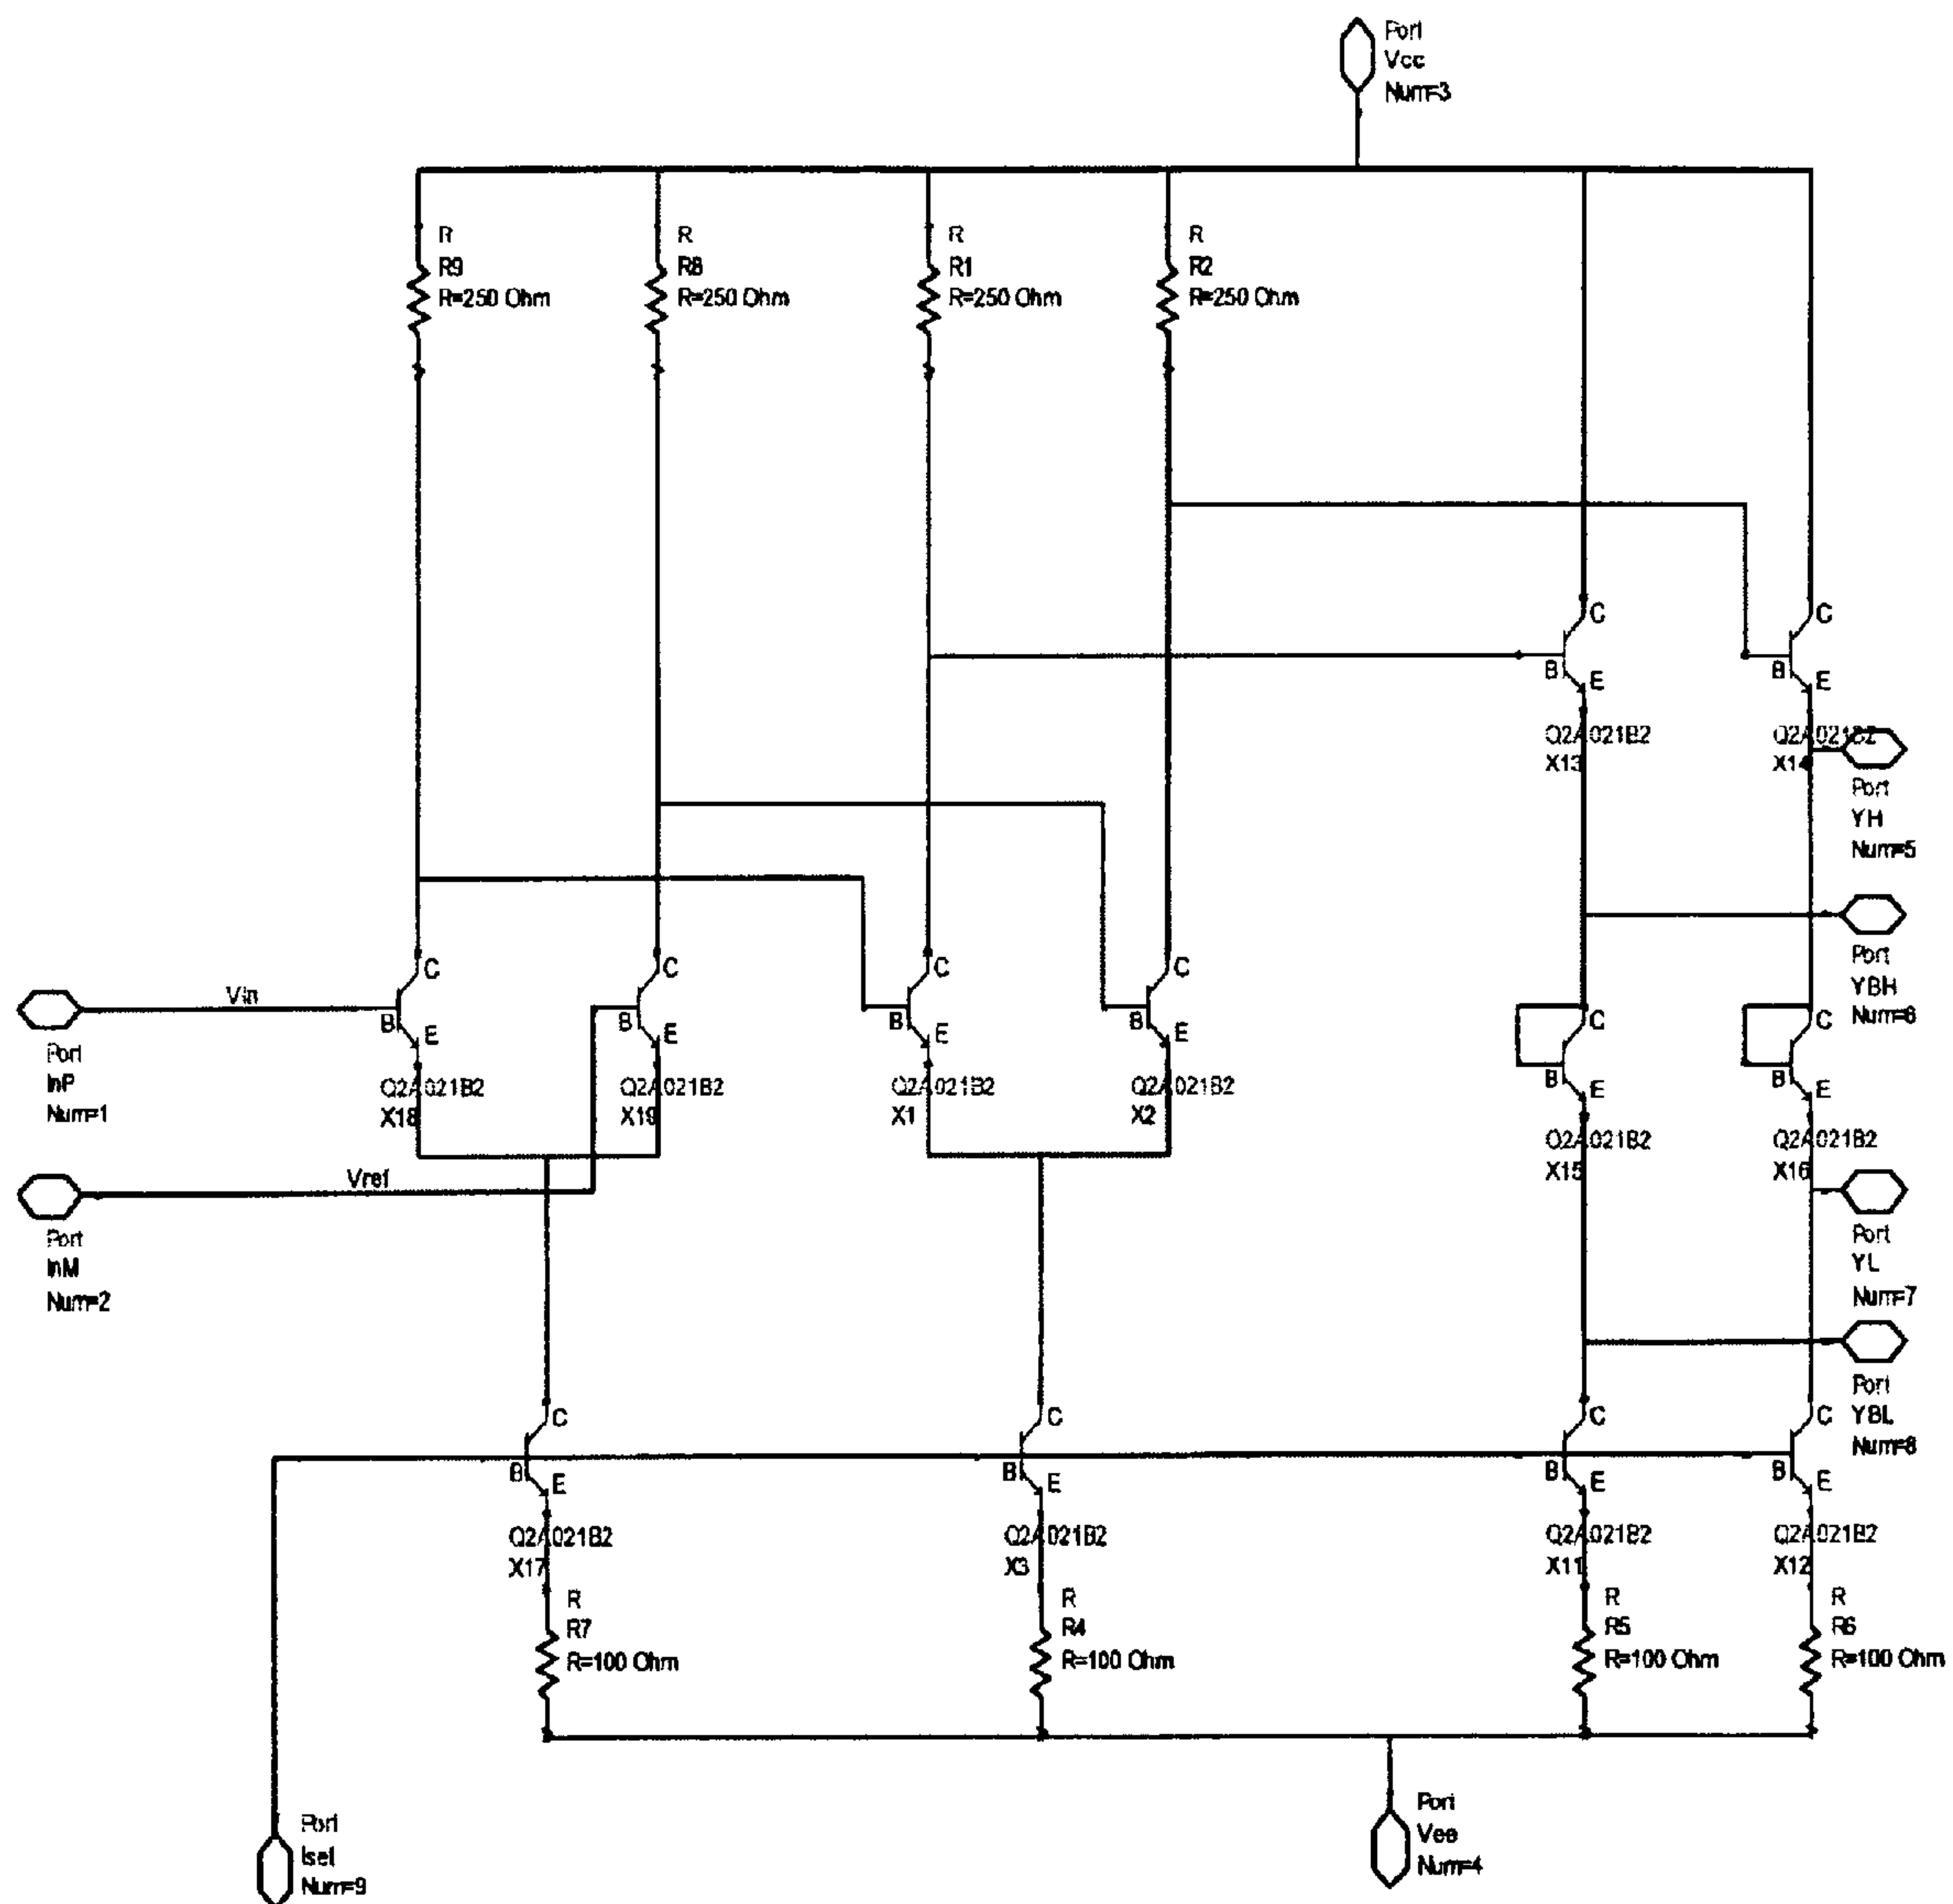 Port
Vcc
Num=3
R
R9
R=250 Ohm
R
R8
R=250 Ohm
R
R1
R=250 Ohm
R
R2
R=250 Ohm
C
B
E
Q2A021B2
X13
C
B
E
Q2A021B2
X14
Port
YH
Num=5
Port
YBH
Num=6
Vin
Port
InP
Num=1
C
B
E
Q2A021B2
X18
C
B
E
Q2A021B2
X19
C
B
E
Q2A021B2
X1
C
B
E
Q2A021B2
X2
C
B
E
Q2A021B2
X15
C
B
E
Q2A021B2
X16
Vref
Port
InM
Num=2
Port
YL
Num=7
Port
YBL
Num=8
C
B
E
Q2A021B2
X17
C
B
E
Q2A021B2
X3
C
B
E
Q2A021B2
X11
C
B
E
Q2A021B2
X12
R
R7
R=100 Ohm
R
R4
R=100 Ohm
R
R5
R=100 Ohm
R
R6
R=100 Ohm
Port
Iset
Num=9
Port
Vee
Num=4